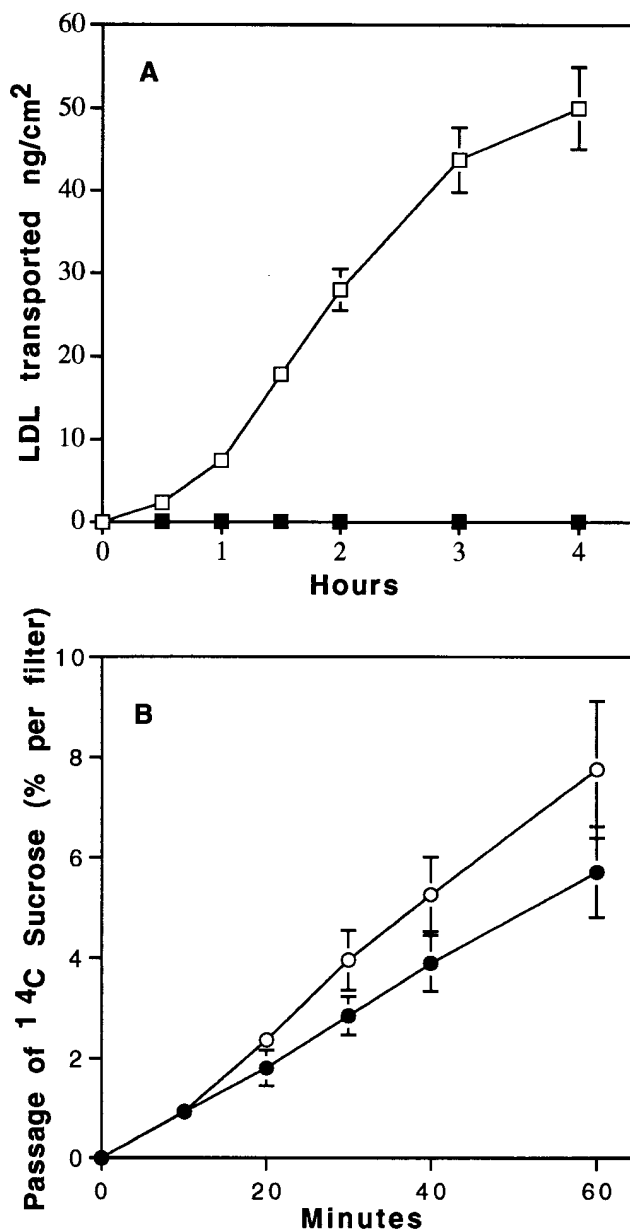 A
LDL transported ng/cm²
60
50
40
30
20
10
0
0 1 2 3 4
Hours
B
Passage of ¹⁴C Sucrose (% per filter)
10
8
6
4
2
0
0 20 40 60
Minutes